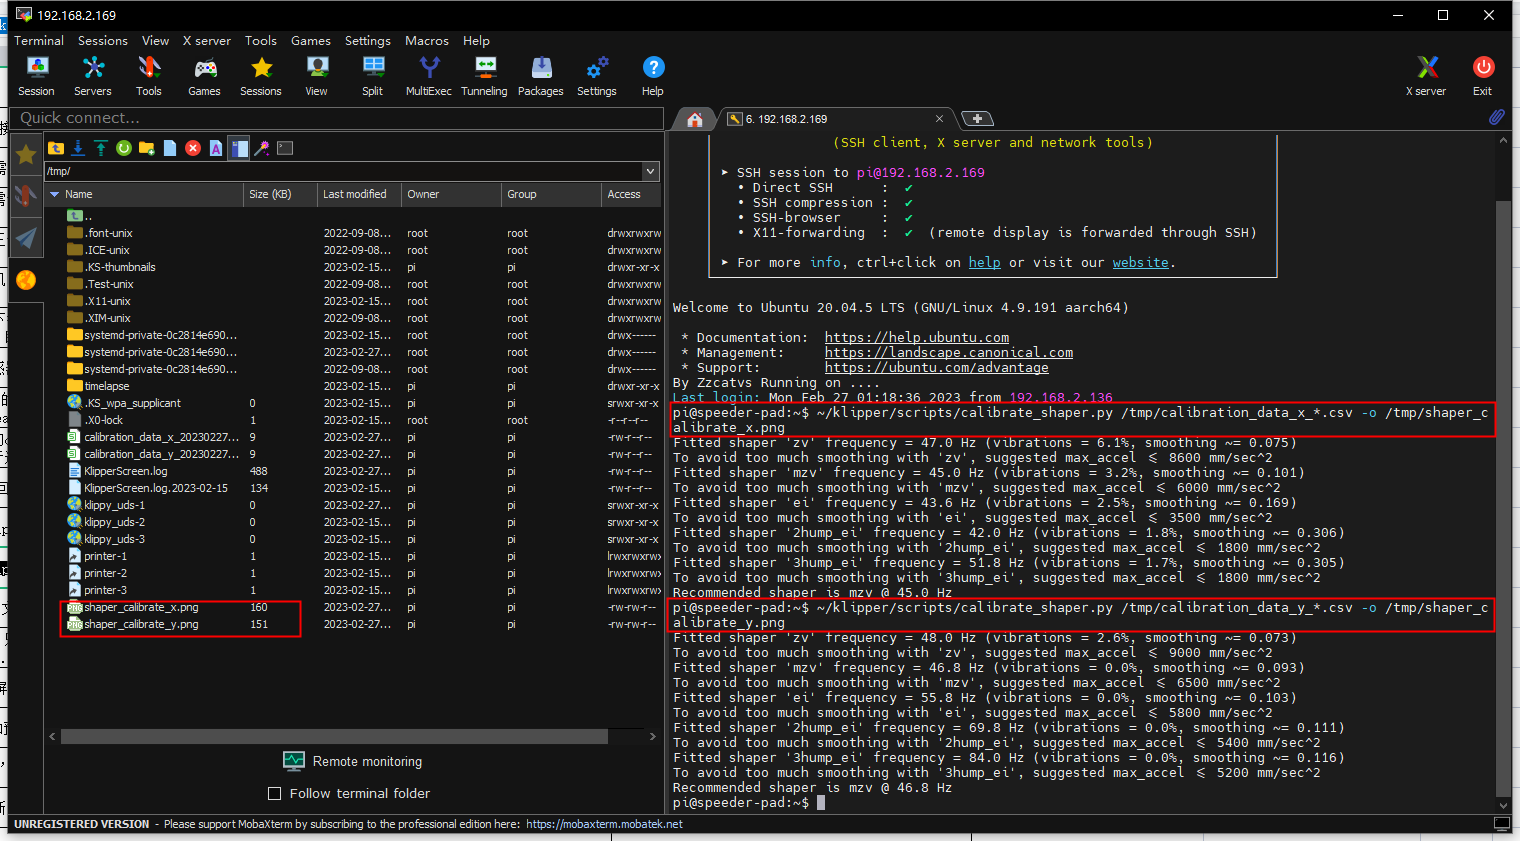 192.168.2.169
Terminal Sessions View X server Tools Games Settings Macros Help
Session Servers Tools Games Sessions View Split MultiExec Tunneling Packages Settings Help X server Exit
Quick connect...
6. 192.168.2.169
/tmp/
Name Size (KB) Last modified Owner Group Access
..
.font-unix 2022-09-08... root root drwxrwxrw
.ICE-unix 2022-09-08... root root drwxrwxrw
.KS-thumbnails 2023-02-15... pi pi drwxr-xr-x
.Test-unix 2022-09-08... root root drwxrwxrw
.X11-unix 2023-02-15... root root drwxrwxrw
.XIM-unix 2022-09-08... root root drwxrwxrw
systemd-private-0c2814e690... 2023-02-15... root root drwx------
systemd-private-0c2814e690... 2023-02-27... root root drwx------
systemd-private-0c2814e690... 2023-02-15... root root drwx------
timelapse 2023-02-15... pi pi drwxr-xr-x
.KS_wpa_supplicant 0 2023-02-15... pi pi srwxr-xr-x
.X0-lock 1 2023-02-15... root root -r--r--r--
calibration_data_x_20230227... 9 2023-02-27... pi pi -rw-r--r--
calibration_data_y_20230227... 9 2023-02-27... pi pi -rw-r--r--
KlipperScreen.log 488 2023-02-27... pi pi -rw-r--r--
KlipperScreen.log.2023-02-15 134 2023-02-15... pi pi -rw-r--r--
klippy_uds-1 0 2023-02-15... pi pi srwxr-xr-x
klippy_uds-2 0 2023-02-15... pi pi srwxr-xr-x
klippy_uds-3 0 2023-02-15... pi pi srwxr-xr-x
printer-1 1 2023-02-15... pi pi lrwxrwxrwx
printer-2 1 2023-02-15... pi pi lrwxrwxrwx
printer-3 1 2023-02-15... pi pi lrwxrwxrwx
shaper_calibrate_x.png 160 2023-02-27... pi pi -rw-rw-r--
shaper_calibrate_y.png 151 2023-02-27... pi pi -rw-rw-r--
Remote monitoring
Follow terminal folder
(SSH client, X server and network tools)
➤ SSH session to pi@192.168.2.169
• Direct SSH : ✔
• SSH compression : ✔
• SSH-browser : ✔
• X11-forwarding : ✔ (remote display is forwarded through SSH)
➤ For more info, ctrl+click on help or visit our website.
Welcome to Ubuntu 20.04.5 LTS (GNU/Linux 4.9.191 aarch64)
* Documentation: https://help.ubuntu.com
* Management: https://landscape.canonical.com
* Support: https://ubuntu.com/advantage
By Zzcatvs Running on ....
Last login: Mon Feb 27 01:18:36 2023 from 192.168.2.136
pi@speeder-pad:~$ ~/klipper/scripts/calibrate_shaper.py /tmp/calibration_data_x_*.csv -o /tmp/shaper_c
alibrate_x.png
Fitted shaper 'zv' frequency = 47.0 Hz (vibrations = 6.1%, smoothing ~= 0.075)
To avoid too much smoothing with 'zv', suggested max_accel <= 8600 mm/sec^2
Fitted shaper 'mzv' frequency = 45.0 Hz (vibrations = 3.2%, smoothing ~= 0.101)
To avoid too much smoothing with 'mzv', suggested max_accel <= 6000 mm/sec^2
Fitted shaper 'ei' frequency = 43.6 Hz (vibrations = 2.5%, smoothing ~= 0.169)
To avoid too much smoothing with 'ei', suggested max_accel <= 3500 mm/sec^2
Fitted shaper '2hump_ei' frequency = 42.0 Hz (vibrations = 1.8%, smoothing ~= 0.306)
To avoid too much smoothing with '2hump_ei', suggested max_accel <= 1800 mm/sec^2
Fitted shaper '3hump_ei' frequency = 51.8 Hz (vibrations = 1.7%, smoothing ~= 0.305)
To avoid too much smoothing with '3hump_ei', suggested max_accel <= 1800 mm/sec^2
Recommended shaper is mzv @ 45.0 Hz
pi@speeder-pad:~$ ~/klipper/scripts/calibrate_shaper.py /tmp/calibration_data_y_*.csv -o /tmp/shaper_c
alibrate_y.png
Fitted shaper 'zv' frequency = 48.0 Hz (vibrations = 2.6%, smoothing ~= 0.073)
To avoid too much smoothing with 'zv', suggested max_accel <= 9000 mm/sec^2
Fitted shaper 'mzv' frequency = 46.8 Hz (vibrations = 0.0%, smoothing ~= 0.093)
To avoid too much smoothing with 'mzv', suggested max_accel <= 6500 mm/sec^2
Fitted shaper 'ei' frequency = 55.8 Hz (vibrations = 0.0%, smoothing ~= 0.103)
To avoid too much smoothing with 'ei', suggested max_accel <= 5800 mm/sec^2
Fitted shaper '2hump_ei' frequency = 69.8 Hz (vibrations = 0.0%, smoothing ~= 0.111)
To avoid too much smoothing with '2hump_ei', suggested max_accel <= 5400 mm/sec^2
Fitted shaper '3hump_ei' frequency = 84.0 Hz (vibrations = 0.0%, smoothing ~= 0.116)
To avoid too much smoothing with '3hump_ei', suggested max_accel <= 5200 mm/sec^2
Recommended shaper is mzv @ 46.8 Hz
pi@speeder-pad:~$
UNREGISTERED VERSION - Please support MobaXterm by subscribing to the professional edition here: https://mobaxterm.mobatek.net